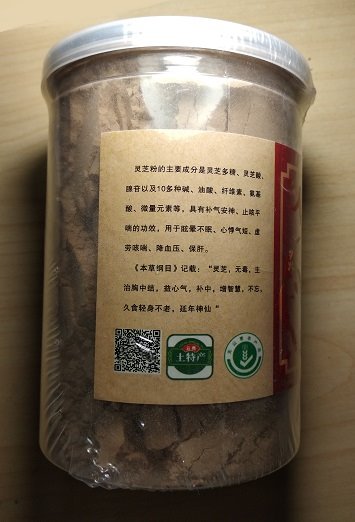 灵芝粉的主要成分是灵芝多糖、灵芝酸、
腺苷以及10多种碱、油酸、纤维素、氨基
酸、微量元素等，具有补气安神、止咳平
喘的功效，用于眩晕不眠、心悸气短、虚
劳咳喘、降血压、保肝。
《本草纲目》记载：“灵芝，无毒，主
治胸中结，益心气，补中，增智慧，不忘，
久食轻身不老，延年神仙“
土特产